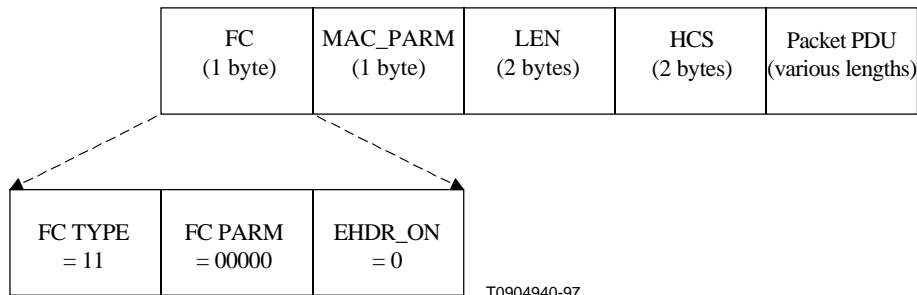 FC
(1 byte)
MAC_PARM
(1 byte)
LEN
(2 bytes)
HCS
(2 bytes)
Packet PDU
(various lengths)
FC TYPE
= 11
FC PARM
= 00000
EHDR_ON
= 0
T0904940-97